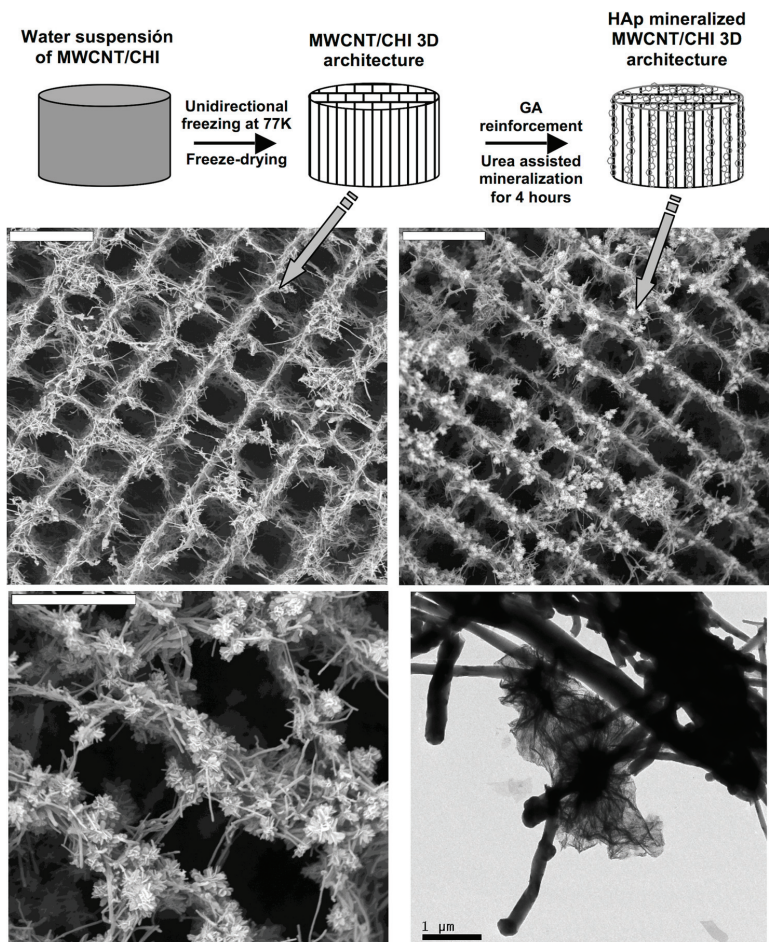 Water suspensión
of MWCNT/CHI
Unidirectional
freezing at 77K
Freeze-drying
MWCNT/CHI 3D
architecture
GA
reinforcement
Urea assisted
mineralization
for 4 hours
HAp mineralized
MWCNT/CHI 3D
architecture
1 µm